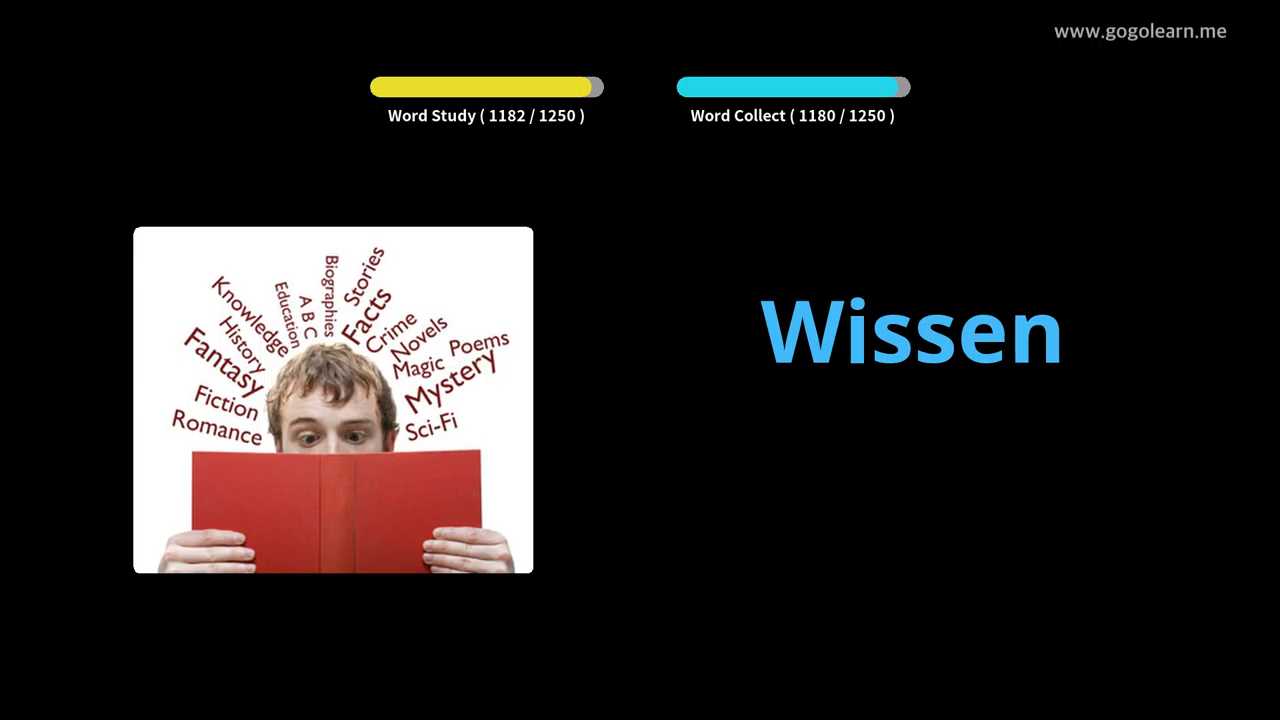 www.gogolearn.me
Word Study ( 1182 / 1250 )
Word Collect ( 1180 / 1250 )
Wissen
Biographies
Stories
Education
A B C
Facts
Knowledge
History
Crime
Novels
Poems
Fantasy
Magic
Mystery
Fiction
Romance
Sci-Fi